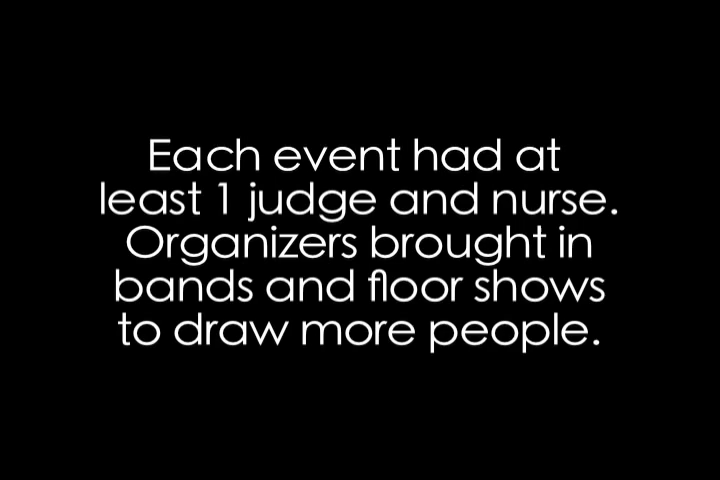 Each event had at
least 1 judge and nurse.
Organizers brought in
bands and floor shows
to draw more people.